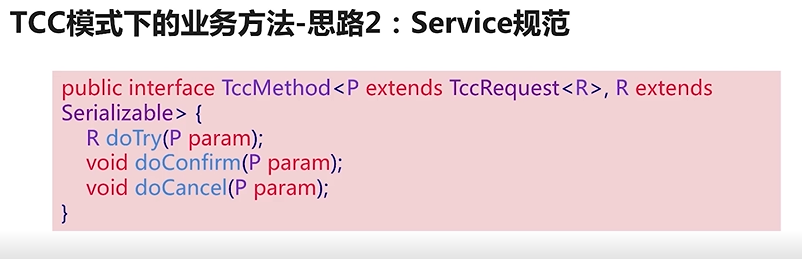 TCC模式下的业务方法-思路2：Service规范
public interface TccMethod<P extends TccRequest<R>, R extends
Serializable> {
R doTry(P param);
void doConfirm(P param);
void doCancel(P param);
}